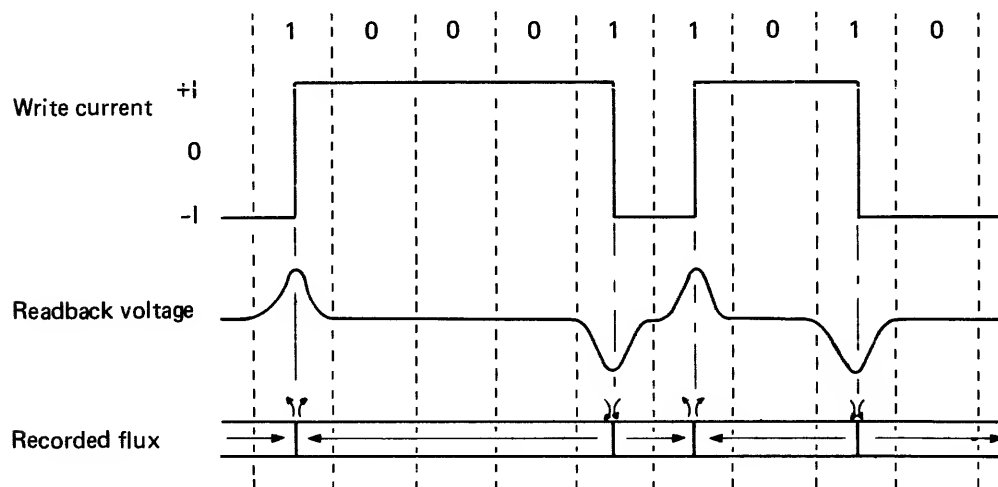 1 0 0 0 1 1 0 1 0
+I
Write current
0
-I
Readback voltage
Recorded flux